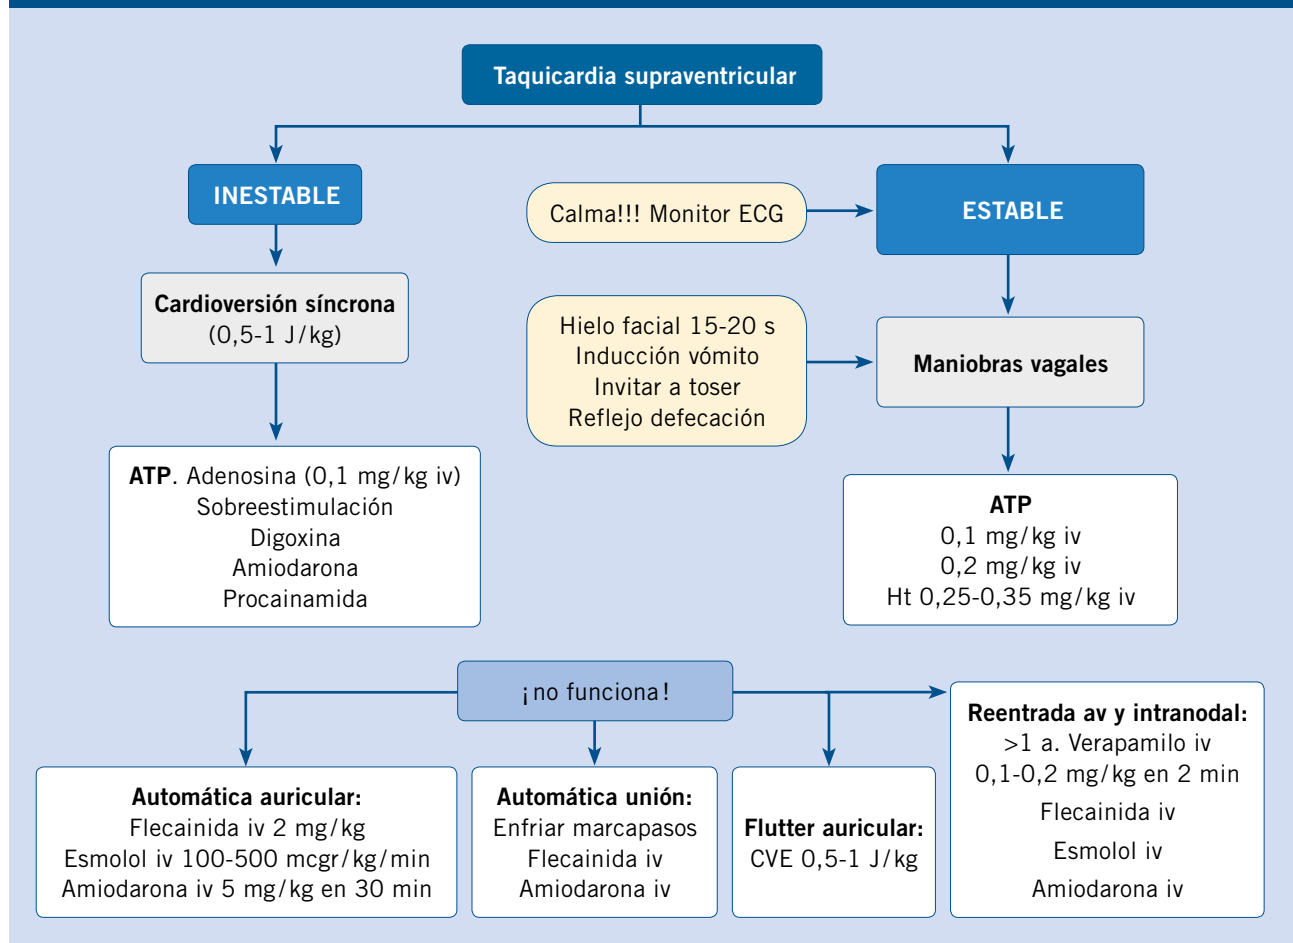 Taquicardia supraventricular
INESTABLE
Calma!!! Monitor ECG
ESTABLE
Cardioversión síncrona
(0,5-1 J/kg)
Hielo facial 15-20 s
Inducción vómito
Invitar a toser
Reflejo defecación
Maniobras vagales
ATP. Adenosina (0,1 mg/kg iv)
Sobreestimulación
Digoxina
Amiodarona
Procainamida
ATP
0,1 mg/kg iv
0,2 mg/kg iv
Ht 0,25-0,35 mg/kg iv
¡no funciona!
Automática auricular:
Flecainida iv 2 mg/kg
Esmolol iv 100-500 mcgr/kg/min
Amiodarona iv 5 mg/kg en 30 min
Automática unión:
Enfriar marcapasos
Flecainida iv
Amiodarona iv
Flutter auricular:
CVE 0,5-1 J/kg
Reentrada av y intranodal:
>1 a. Verapamilo iv
0,1-0,2 mg/kg en 2 min
Flecainida iv
Esmolol iv
Amiodarona iv